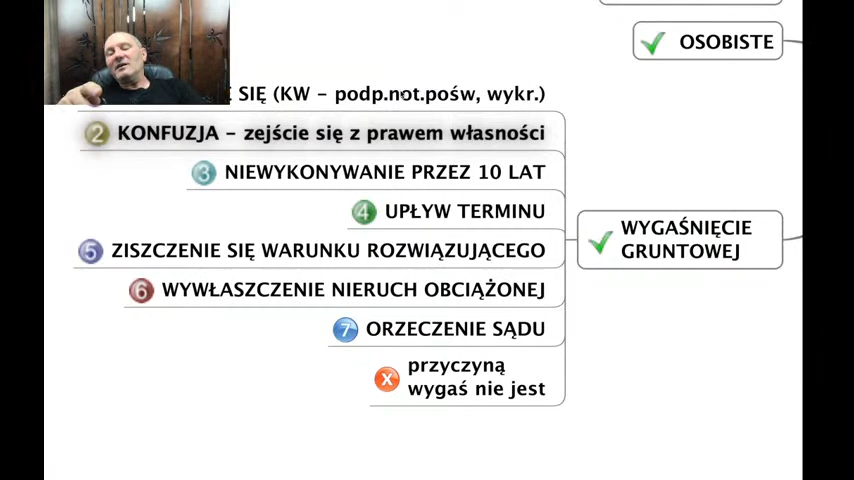 OSOBISTE
SIĘ (KW – podp.not.pośw, wykr.)
2 KONFUZJA – zejście się z prawem własności
3 NIEWYKONYWANIE PRZEZ 10 LAT
4 UPŁYW TERMINU
5 ZISZCZENIE SIĘ WARUNKU ROZWIĄZUJĄCEGO
6 WYWŁASZCZENIE NIERUCH OBCIĄŻONEJ
7 ORZECZENIE SĄDU
X przyczyną
wygaś nie jest
WYGAŚNIĘCIE
GRUNTOWEJ